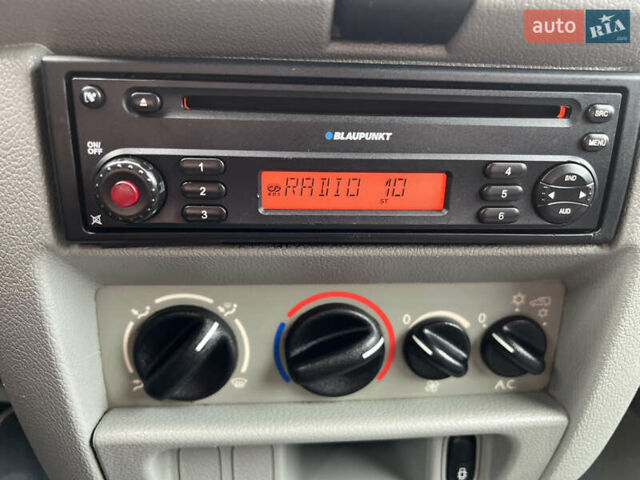 auto RIA
.com
SRC
BLAUPUNKT
MENU
ON/
OFF
1
2
3
RADIO 10
ST
4
5
6
BND
AUD
0
0
AC